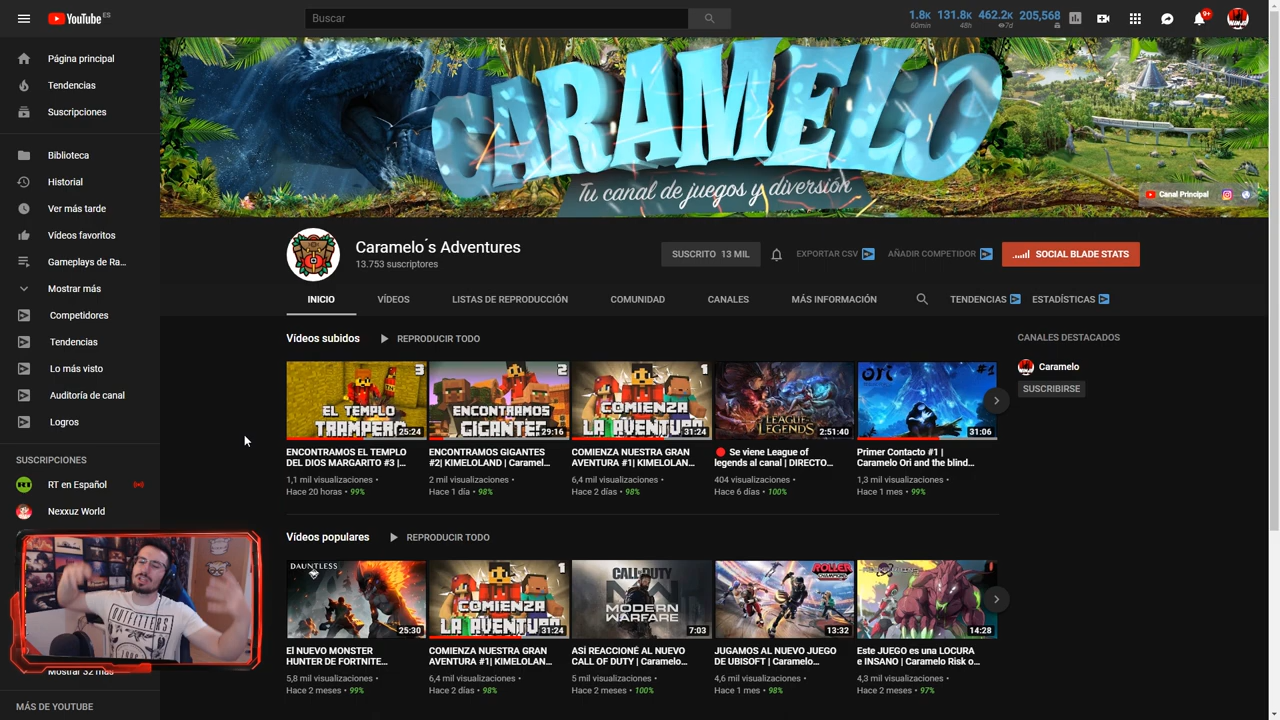 YouTube ES
Buscar
1.8K 131.8K 462.2K 205,568
60min 48h 7d
9+
Página principal
Tendencias
Suscripciones
Biblioteca
Historial
Ver más tarde
Vídeos favoritos
Gameplays de Ra...
Mostrar más
Competidores
Tendencias
Lo más visto
Auditoría de canal
Logros
SUSCRIPCIONES
RT en Español
Nexxuz World
Mostrar 32 más
MÁS DE YOUTUBE
CARAMELO
Tu canal de juegos y diversión
Canal Principal
Caramelo´s Adventures
13.753 suscriptores
SUSCRITO 13 MIL
EXPORTAR CSV
AÑADIR COMPETIDOR
SOCIAL BLADE STATS
INICIO VÍDEOS LISTAS DE REPRODUCCIÓN COMUNIDAD CANALES MÁS INFORMACIÓN TENDENCIAS ESTADÍSTICAS
Vídeos subidos REPRODUCIR TODO
3
EL TEMPLO
TRAMPERO
25:24
ENCONTRAMOS EL TEMPLO
DEL DIOS MARGARITO #3 |...
1,1 mil visualizaciones •
Hace 20 horas • 99%
2
ENCONTRAMOS
GIGANTES
29:16
ENCONTRAMOS GIGANTES
#2| KIMELOLAND | Caramel...
2 mil visualizaciones •
Hace 1 día • 98%
1
COMIENZA
LA AVENTURA
31:24
COMIENZA NUESTRA GRAN
AVENTURA #1| KIMELOLAN...
6,4 mil visualizaciones •
Hace 2 días • 98%
LEAGUE OF
LEGENDS
2:51:40
Se viene League of
legends al canal | DIRECTO...
404 visualizaciones •
Hace 6 días • 100%
ori
#1
31:06
Primer Contacto #1 |
Caramelo Ori and the blind...
1,3 mil visualizaciones •
Hace 1 mes • 99%
CANALES DESTACADOS
Caramelo
SUSCRIBIRSE
Vídeos populares REPRODUCIR TODO
DAUNTLESS
25:30
El NUEVO MONSTER
HUNTER DE FORTNITE...
5,8 mil visualizaciones •
Hace 2 meses • 99%
1
COMIENZA
LA AVENTURA
31:24
COMIENZA NUESTRA GRAN
AVENTURA #1| KIMELOLAN...
6,4 mil visualizaciones •
Hace 2 días • 98%
CALL OF DUTY
MODERN
WARFARE
7:03
ASÍ REACCIONÉ AL NUEVO
CALL OF DUTY | Caramelo...
5 mil visualizaciones •
Hace 2 meses • 100%
ROLLER
CHAMPIONS
13:32
JUGAMOS AL NUEVO JUEGO
DE UBISOFT | Caramelo...
4,6 mil visualizaciones •
Hace 1 mes • 98%
14:28
Este JUEGO es una LOCURA
e INSANO | Caramelo Risk o...
4,3 mil visualizaciones •
Hace 2 meses • 97%